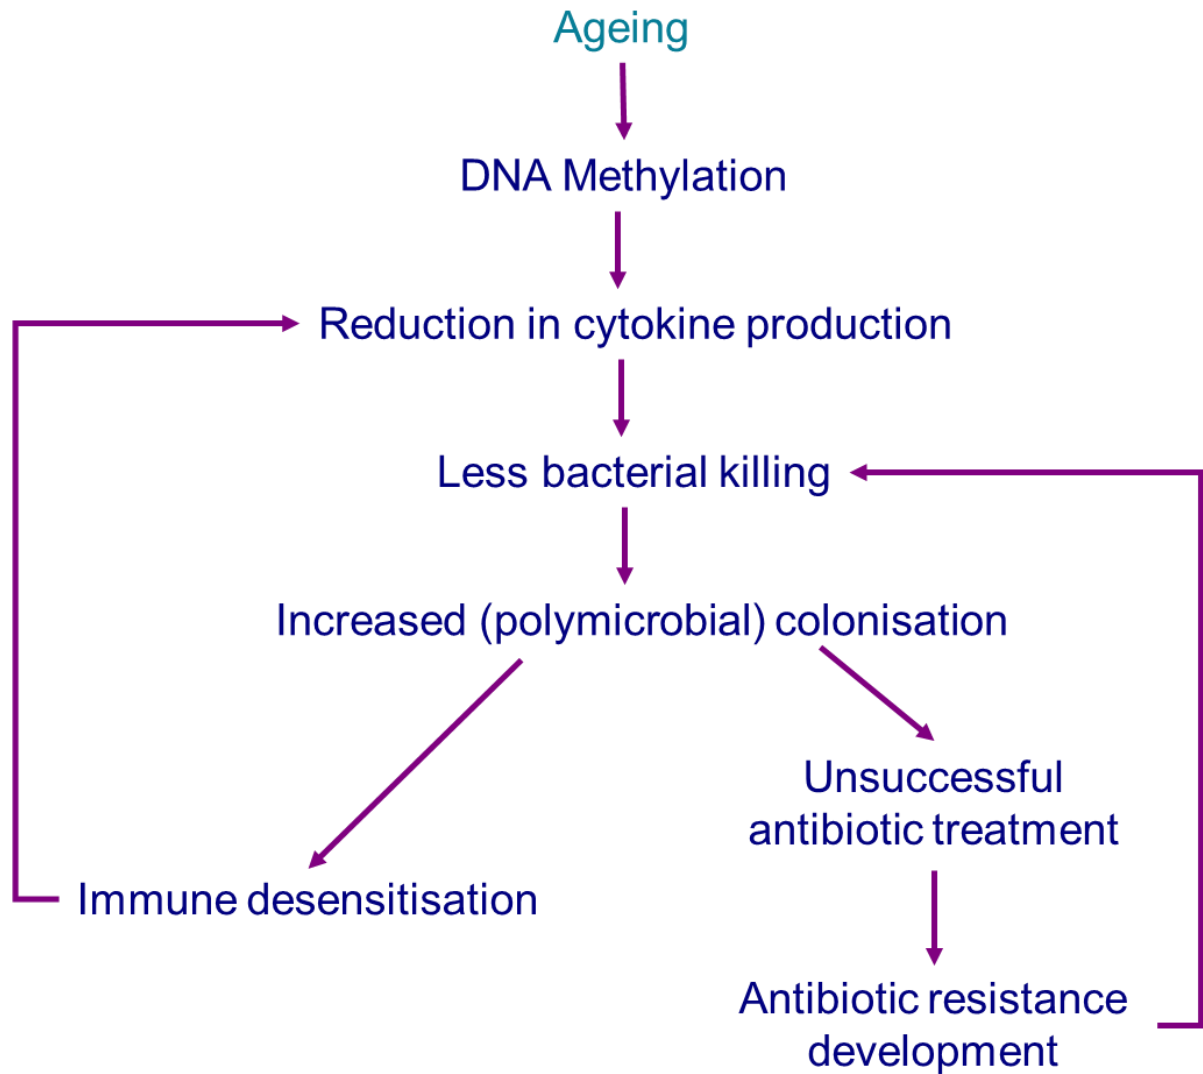 Ageing
DNA Methylation
Reduction in cytokine production
Less bacterial killing
Increased (polymicrobial) colonisation
Unsuccessful
antibiotic treatment
Immune desensitisation
Antibiotic resistance
development